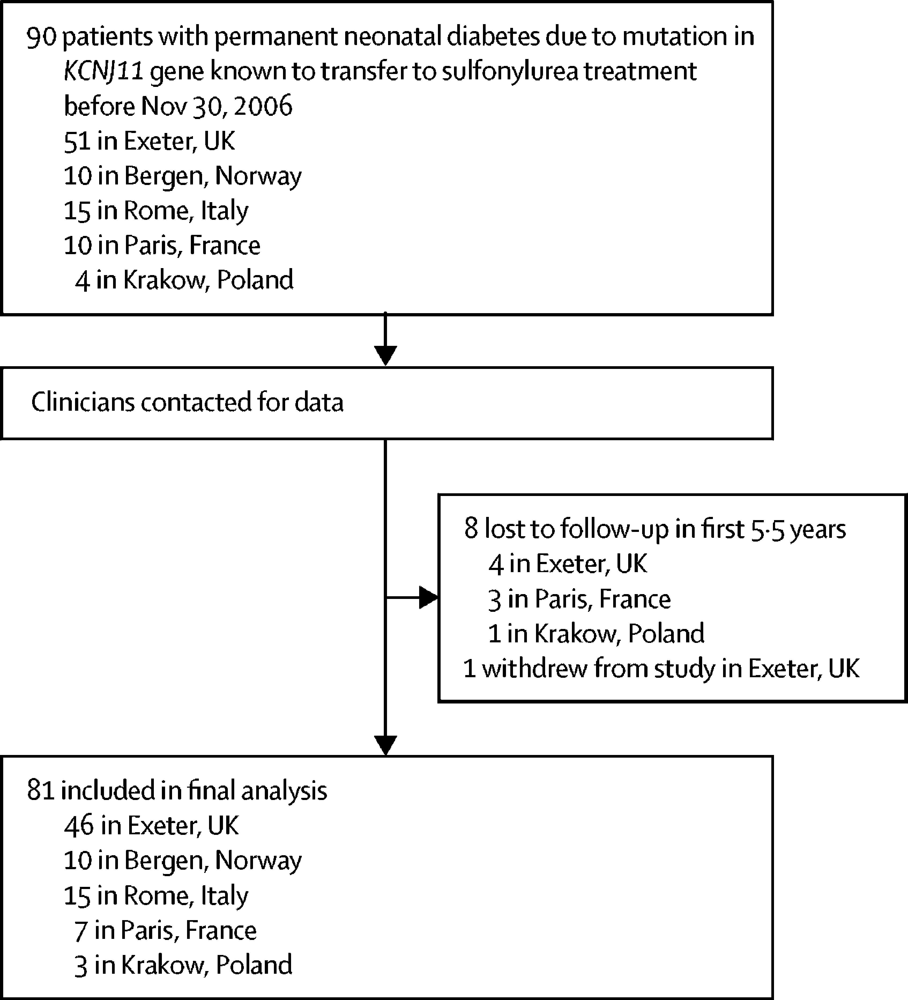 90 patients with permanent neonatal diabetes due to mutation in
KCNJ11 gene known to transfer to sulfonylurea treatment
before Nov 30, 2006
51 in Exeter, UK
10 in Bergen, Norway
15 in Rome, Italy
10 in Paris, France
4 in Krakow, Poland
Clinicians contacted for data
8 lost to follow-up in first 5·5 years
4 in Exeter, UK
3 in Paris, France
1 in Krakow, Poland
1 withdrew from study in Exeter, UK
81 included in final analysis
46 in Exeter, UK
10 in Bergen, Norway
15 in Rome, Italy
7 in Paris, France
3 in Krakow, Poland